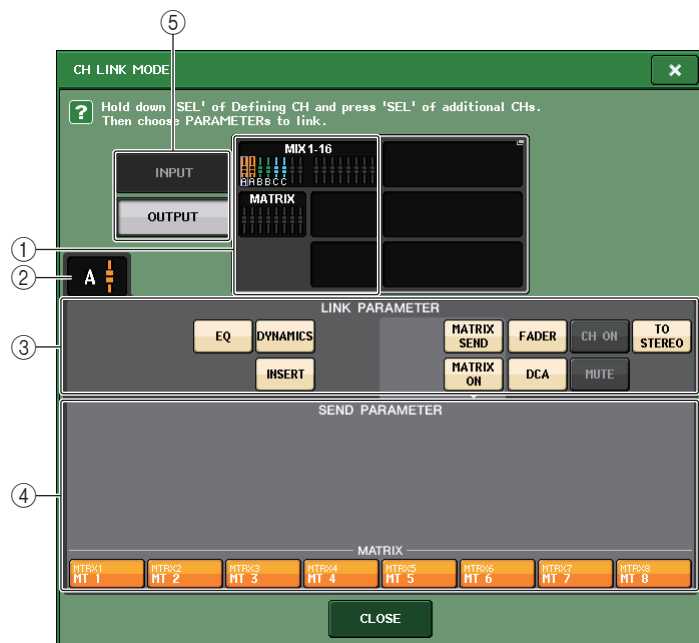 ⑤
CH LINK MODE
×
? Hold down 'SEL' of Defining CH and press 'SEL' of additional CHs.
Then choose PARAMETERs to link.
INPUT
OUTPUT
MIX 1-16
AABBCC
MATRIX
①
②
A
③
LINK PARAMETER
EQ DYNAMICS MATRIX SEND FADER CH ON TO STEREO
INSERT MATRIX ON DCA MUTE
④
SEND PARAMETER
MATRIX
MTRX1 MTRX2 MTRX3 MTRX4 MTRX5 MTRX6 MTRX7 MTRX8
MT 1 MT 2 MT 3 MT 4 MT 5 MT 6 MT 7 MT 8
CLOSE